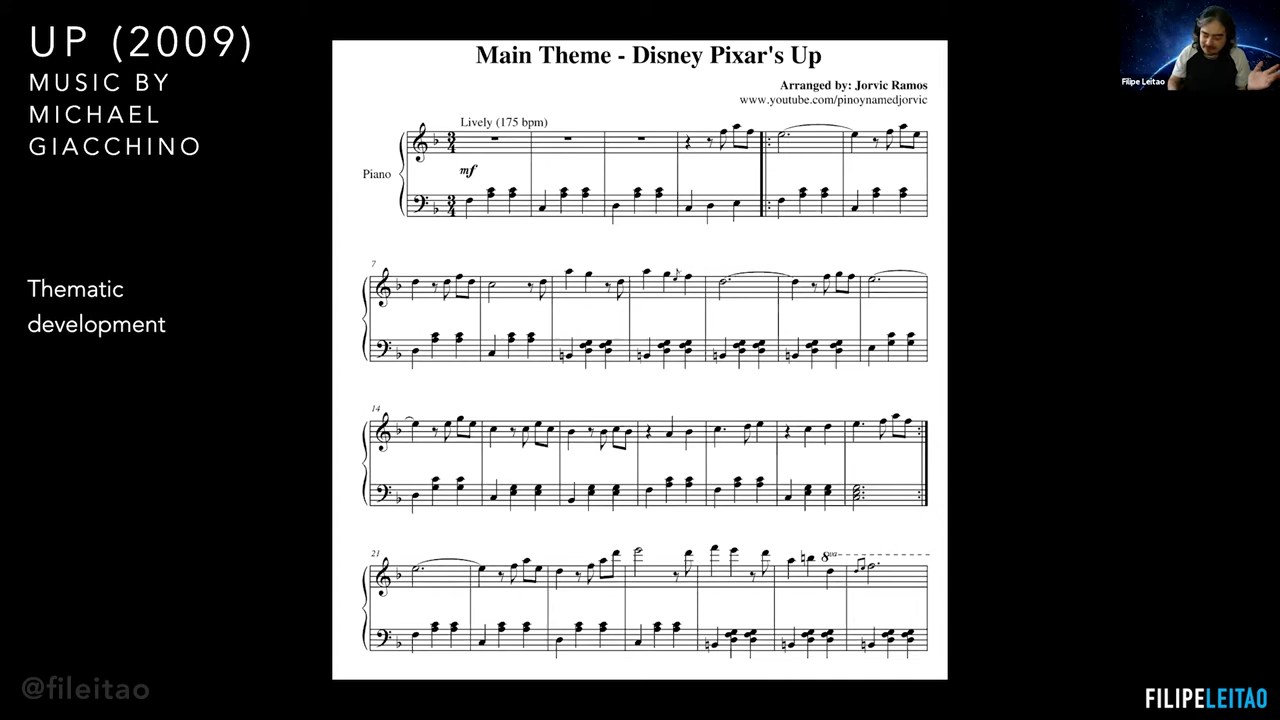 UP (2009)
MUSIC BY
MICHAEL
GIACCHINO
Thematic
development
Main Theme - Disney Pixar's Up
Arranged by: Jorvic Ramos
www.youtube.com/pinoynamedjorvic
Lively (175 bpm)
Piano
mf
7
14
21
8va
Filipe Leitao
@fileitao
FILIPELEITAO